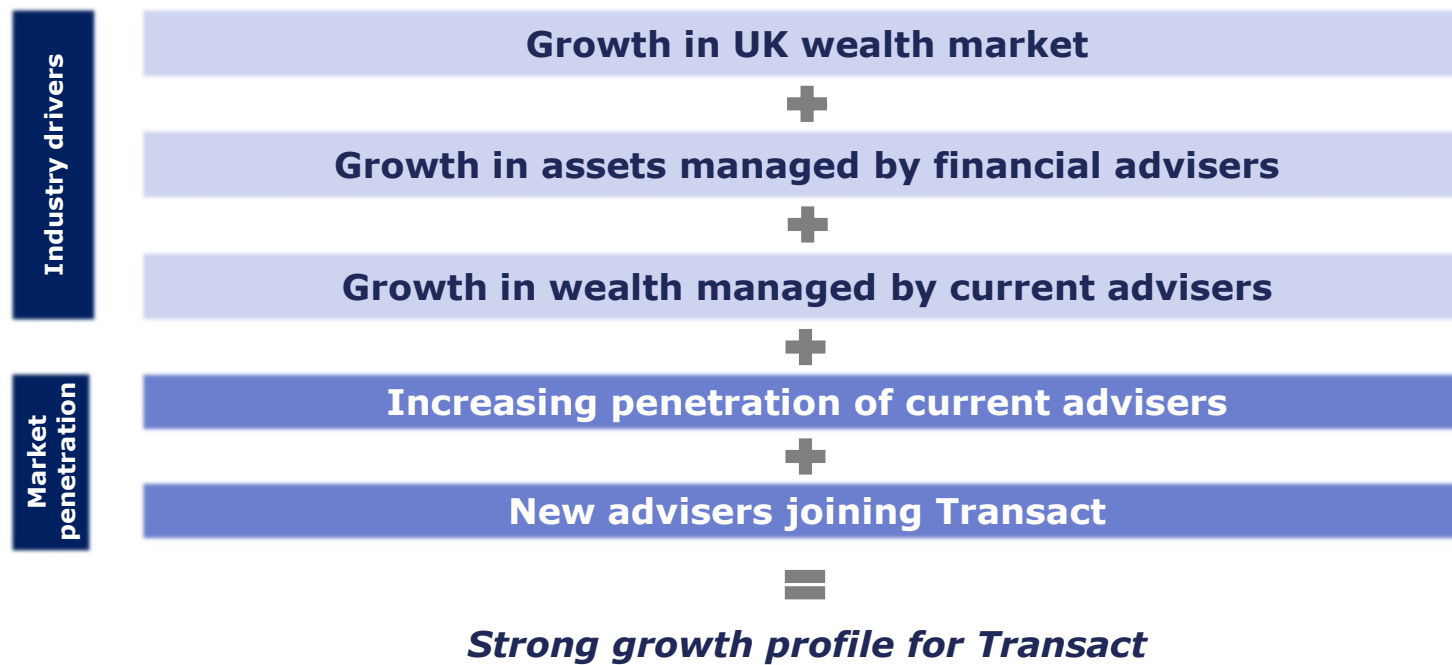 Industry drivers
Growth in UK wealth market
+
Growth in assets managed by financial advisers
+
Growth in wealth managed by current advisers
+
Market
penetration
Increasing penetration of current advisers
+
New advisers joining Transact
=
Strong growth profile for Transact